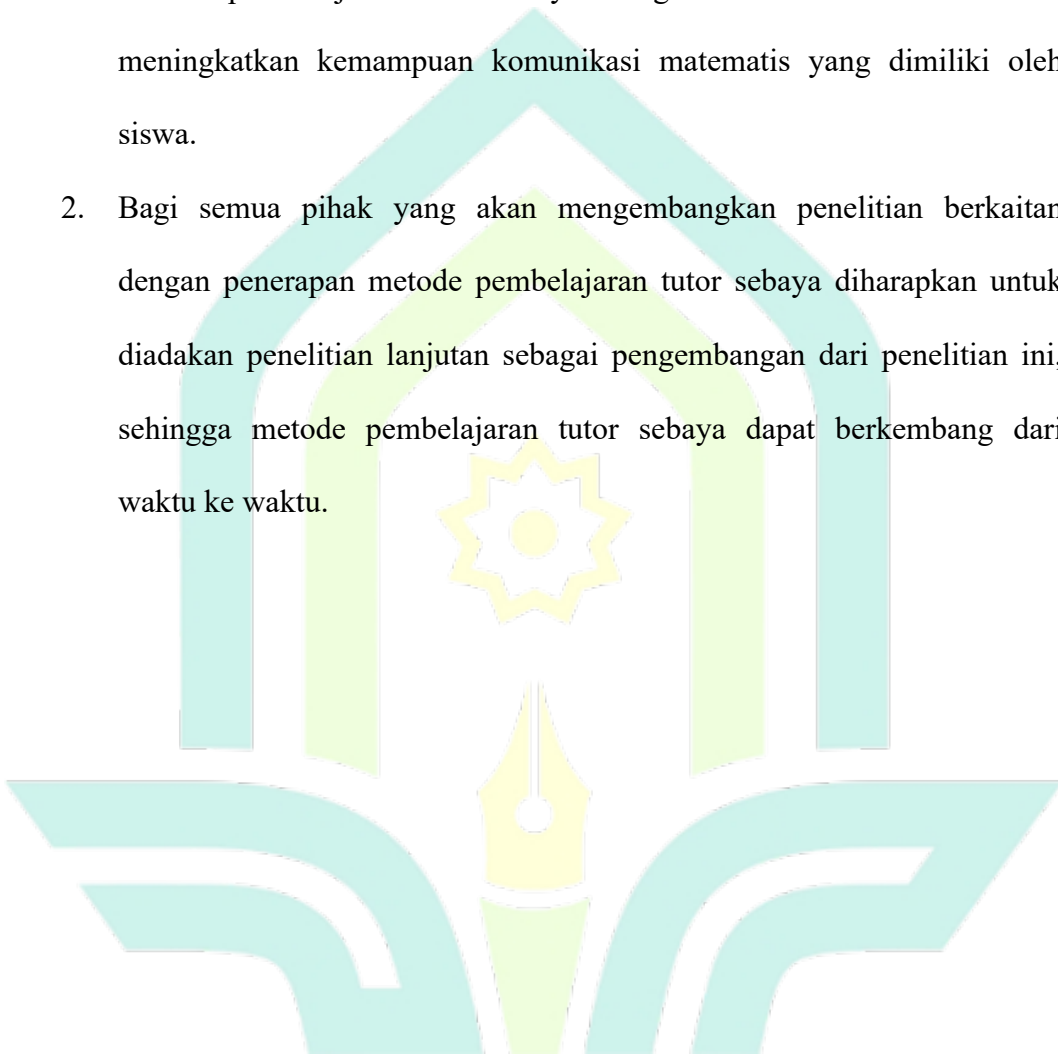 meningkatkan kemampuan komunikasi matematis yang dimiliki oleh
siswa.
2. Bagi semua pihak yang akan mengembangkan penelitian berkaitan
dengan penerapan metode pembelajaran tutor sebaya diharapkan untuk
diadakan penelitian lanjutan sebagai pengembangan dari penelitian ini,
sehingga metode pembelajaran tutor sebaya dapat berkembang dari
waktu ke waktu.